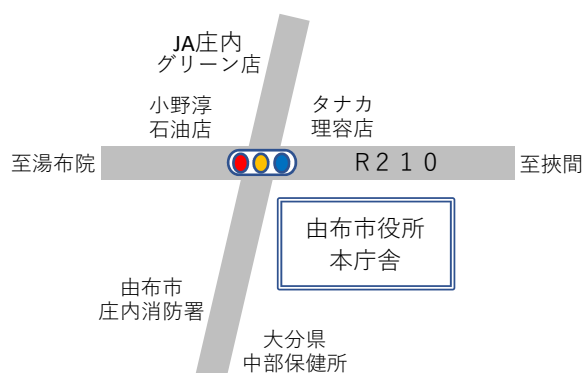 JA庄内
グリーン店
小野淳
石油店
タナカ
理容店
至湯布院
R210
至挾間
由布市役所
本庁舎
由布市
庄内消防署
大分県
中部保健所